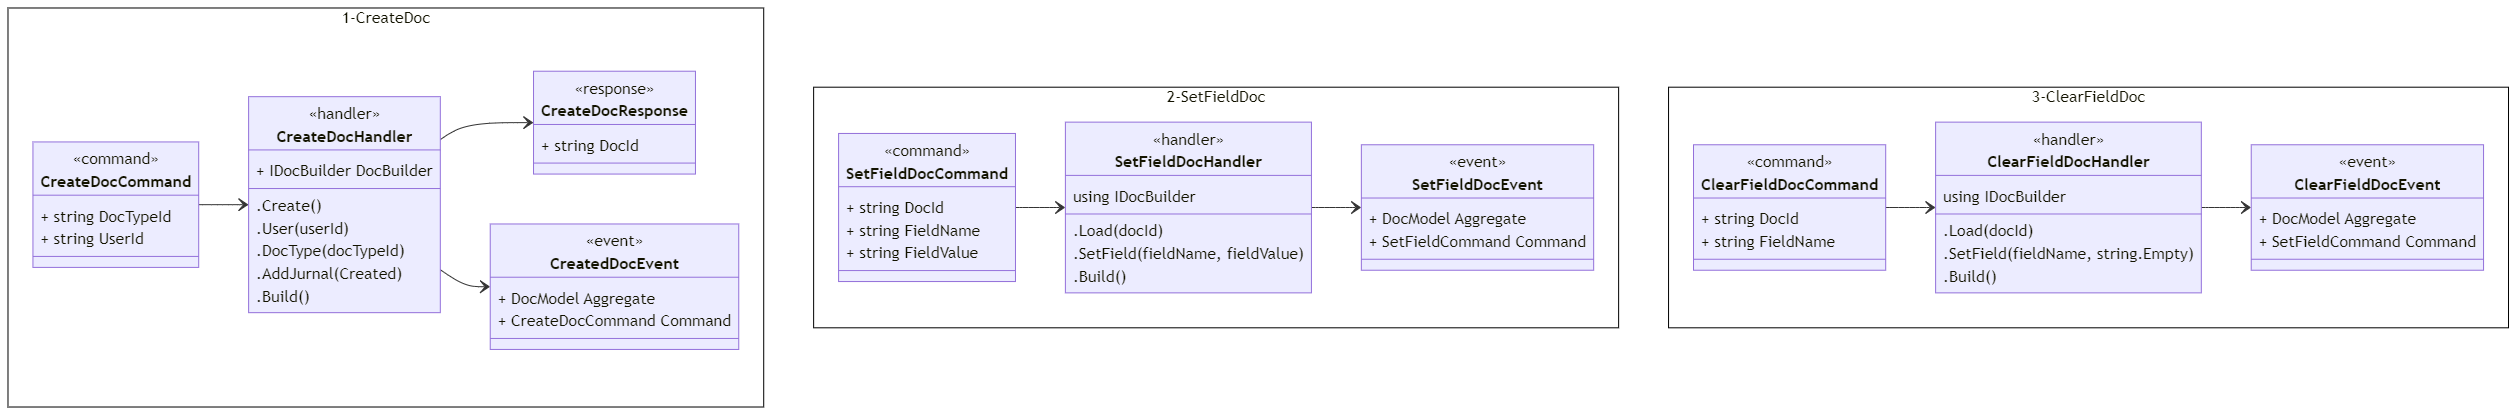 1-CreateDoc
«command»
CreateDocCommand
+ string DocTypeId
+ string UserId
«handler»
CreateDocHandler
+ IDocBuilder DocBuilder
.Create()
.User(userId)
.DocType(docTypeId)
.AddJurnal(Created)
.Build()
«response»
CreateDocResponse
+ string DocId
«event»
CreatedDocEvent
+ DocModel Aggregate
+ CreateDocCommand Command
2-SetFieldDoc
«command»
SetFieldDocCommand
+ string DocId
+ string FieldName
+ string FieldValue
«handler»
SetFieldDocHandler
using IDocBuilder
.Load(docId)
.SetField(fieldName, fieldValue)
.Build()
«event»
SetFieldDocEvent
+ DocModel Aggregate
+ SetFieldCommand Command
3-ClearFieldDoc
«command»
ClearFieldDocCommand
+ string DocId
+ string FieldName
«handler»
ClearFieldDocHandler
using IDocBuilder
.Load(docId)
.SetField(fieldName, string.Empty)
.Build()
«event»
ClearFieldDocEvent
+ DocModel Aggregate
+ SetFieldCommand Command